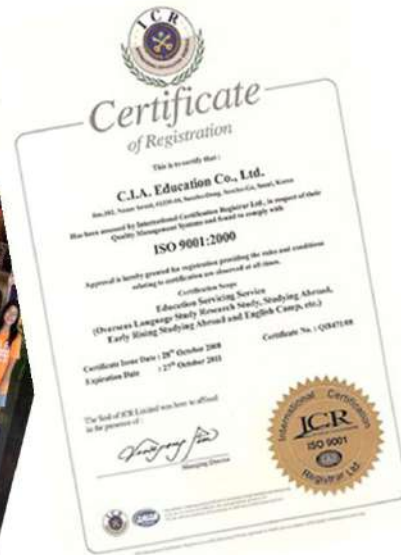 ICR
Certificate
of Registration
This is to certify that :
C.I.A. Education Co., Ltd.
Has been assessed by International Certification Registrar Ltd., in respect of their
Quality Management Systems and found to comply with
ISO 9001:2000
Approval is hereby granted for registration providing the rules and conditions
relating to certification are observed at all times.
Certification Scope
Education Servicing Service
(Overseas Language Study Research Study, Studying Abroad,
Early Rising Studying Abroad and English Camp, etc.)
Certificate Issue Date : 28th October 2008
Expiration Date : 27th October 2011
Certificate No. :
The Seal of ICR Limited was here to affixed
in the presence of :
Managing Director
International Certification
ICR
ISO 9001
Registrar Ltd.